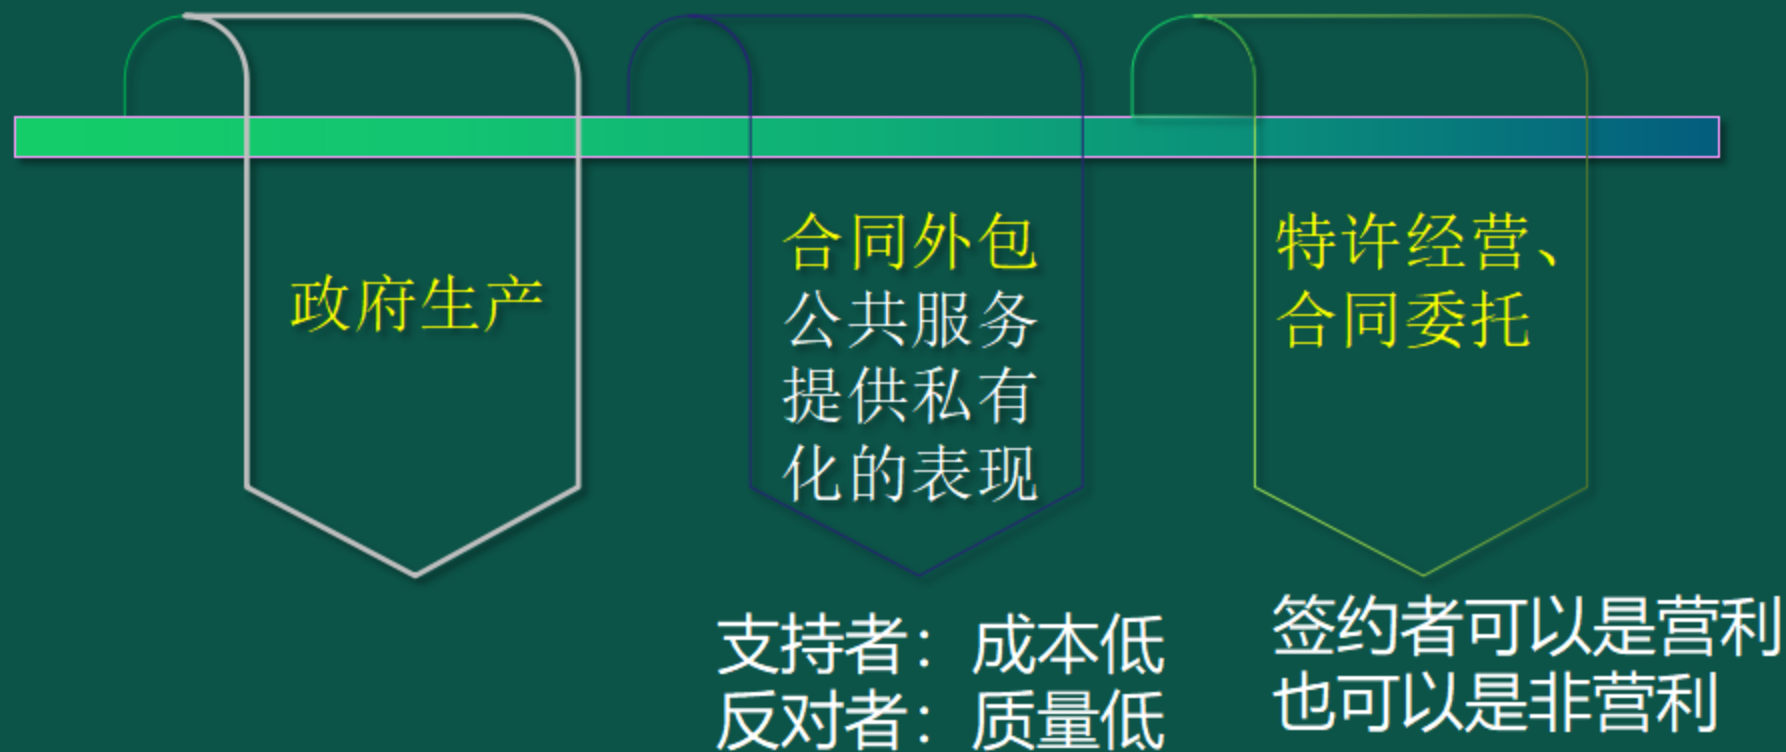 政府生产
合同外包
公共服务
提供私有
化的表现
特许经营、
合同委托
支持者：成本低
反对者：质量低
签约者可以是营利
也可以是非营利